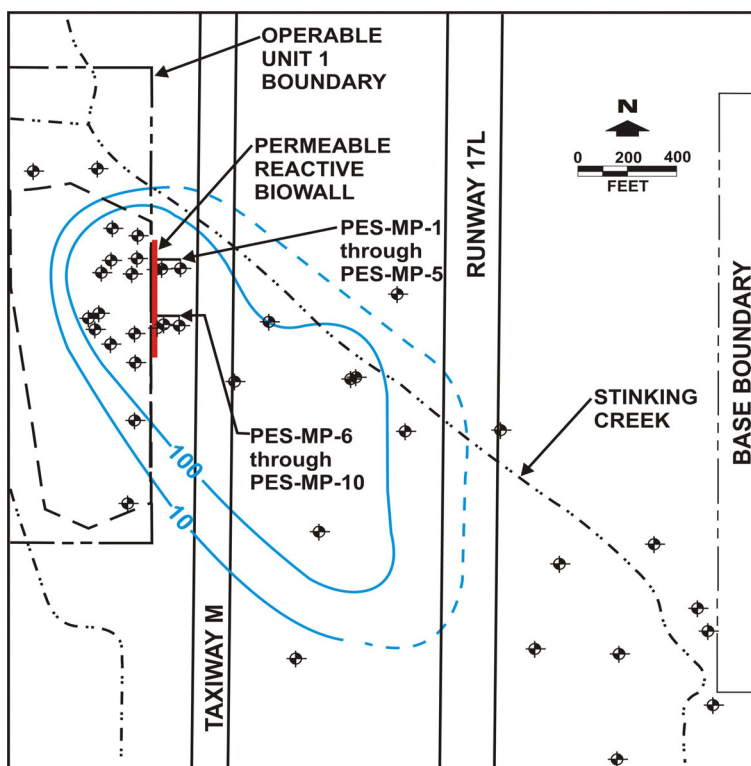 OPERABLE
UNIT 1
BOUNDARY
PERMEABLE
REACTIVE
BIOWALL
N
0 200 400
FEET
PES-MP-1
through
PES-MP-5
RUNWAY 17L
BASE BOUNDARY
STINKING
CREEK
PES-MP-6
through
PES-MP-10
100
10
TAXIWAY M